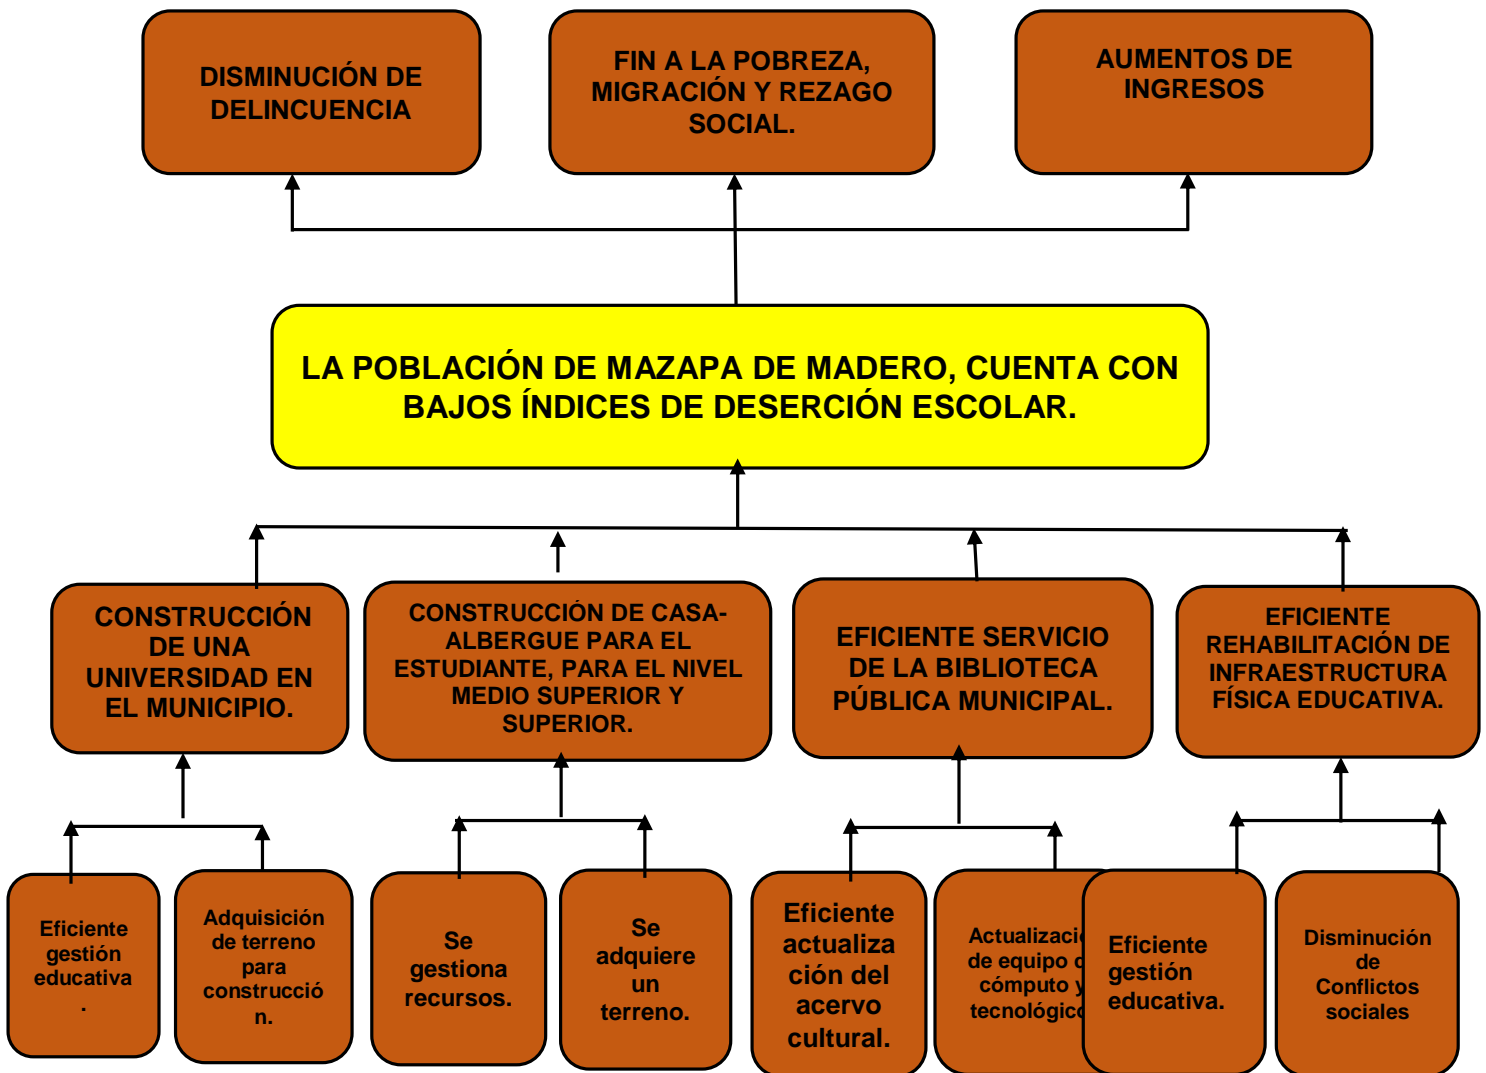 DISMINUCIÓN DE
DELINCUENCIA
FIN A LA POBREZA,
MIGRACIÓN Y REZAGO
SOCIAL.
AUMENTOS DE
INGRESOS
LA POBLACIÓN DE MAZAPA DE MADERO, CUENTA CON
BAJOS ÍNDICES DE DESERCIÓN ESCOLAR.
CONSTRUCCIÓN
DE UNA
UNIVERSIDAD EN
EL MUNICIPIO.
CONSTRUCCIÓN DE CASA-
ALBERGUE PARA EL
ESTUDIANTE, PARA EL NIVEL
MEDIO SUPERIOR Y
SUPERIOR.
EFICIENTE SERVICIO
DE LA BIBLIOTECA
PÚBLICA MUNICIPAL.
EFICIENTE
REHABILITACIÓN DE
INFRAESTRUCTURA
FÍSICA EDUCATIVA.
Eficiente
gestión
educativa
.
Adquisición
de terreno
para
construcció
n.
Se
gestiona
recursos.
Se
adquiere
un
terreno.
Eficiente
actualiza
ción del
acervo
cultural.
de equipo
cómputo y
Eficiente
gestión
educativa.
Disminución
de
Conflictos
sociales